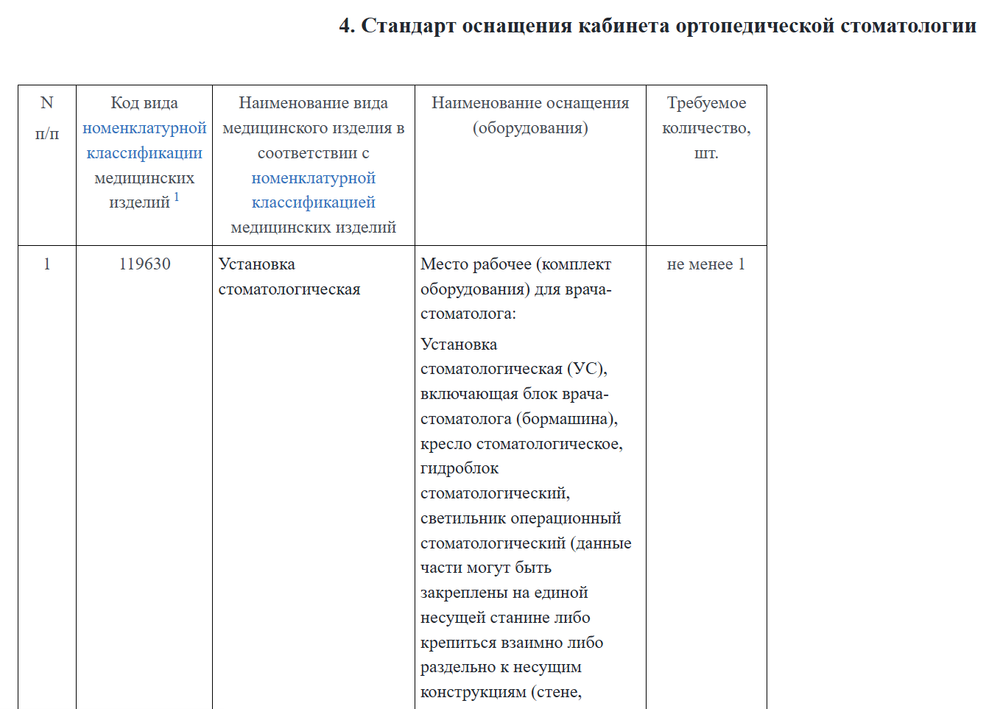 4. Стандарт оснащения кабинета ортопедической стоматологии
N
п/п
Код вида
номенклатурной
классификации
медицинских
изделий 1
Наименование вида
медицинского изделия в
соответствии с
номенклатурной
классификацией
медицинских изделий
Наименование оснащения
(оборудования)
Требуемое
количество,
шт.
1
119630
Установка
стоматологическая
Место рабочее (комплект
оборудования) для врача-
стоматолога:
Установка
стоматологическая (УС),
включающая блок врача-
стоматолога (бормашина),
кресло стоматологическое,
гидроблок
стоматологический,
светильник операционный
стоматологический (данные
части могут быть
закреплены на единой
несущей станине либо
крепиться взаимно либо
раздельно к несущим
конструкциям (стене,
не менее 1